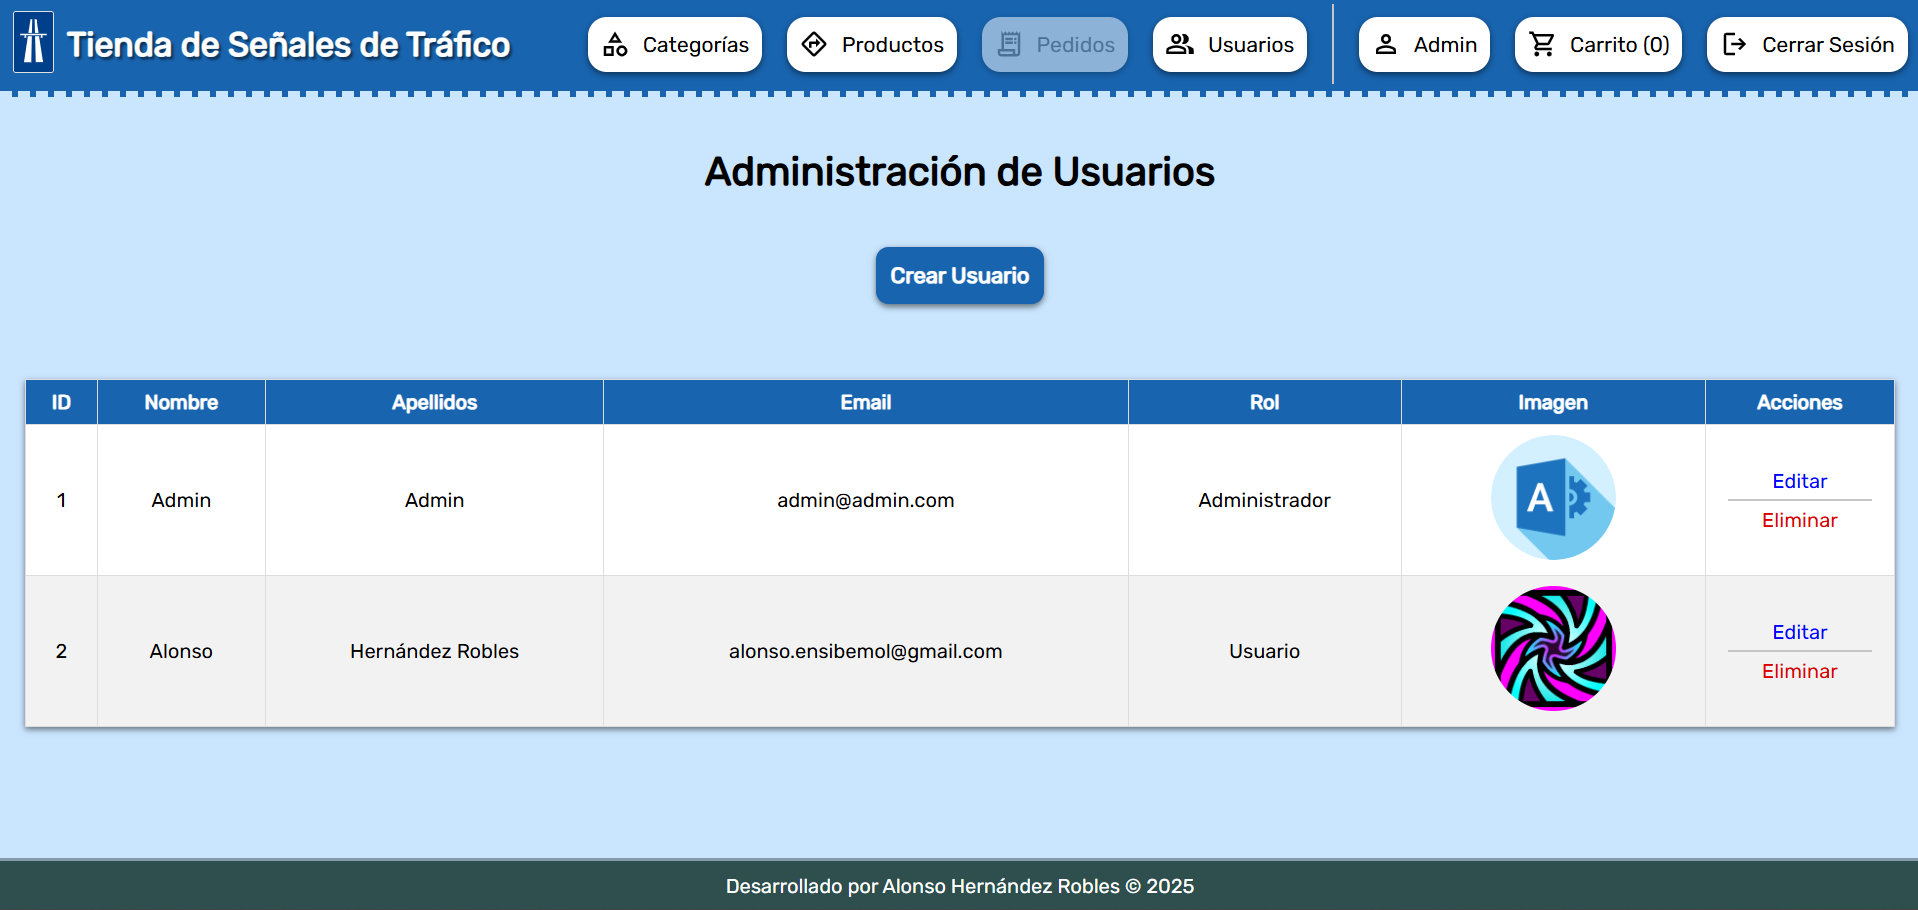 Tienda de Señales de Tráfico
Categorías
Productos
Pedidos
Usuarios
Admin
Carrito (0)
Cerrar Sesión
Administración de Usuarios
Crear Usuario
ID Nombre Apellidos Email Rol Imagen Acciones
1 Admin Admin admin@admin.com Administrador A Editar
Eliminar
2 Alonso Hernández Robles alonso.ensibemol@gmail.com Usuario Editar
Eliminar
Desarrollado por Alonso Hernández Robles © 2025